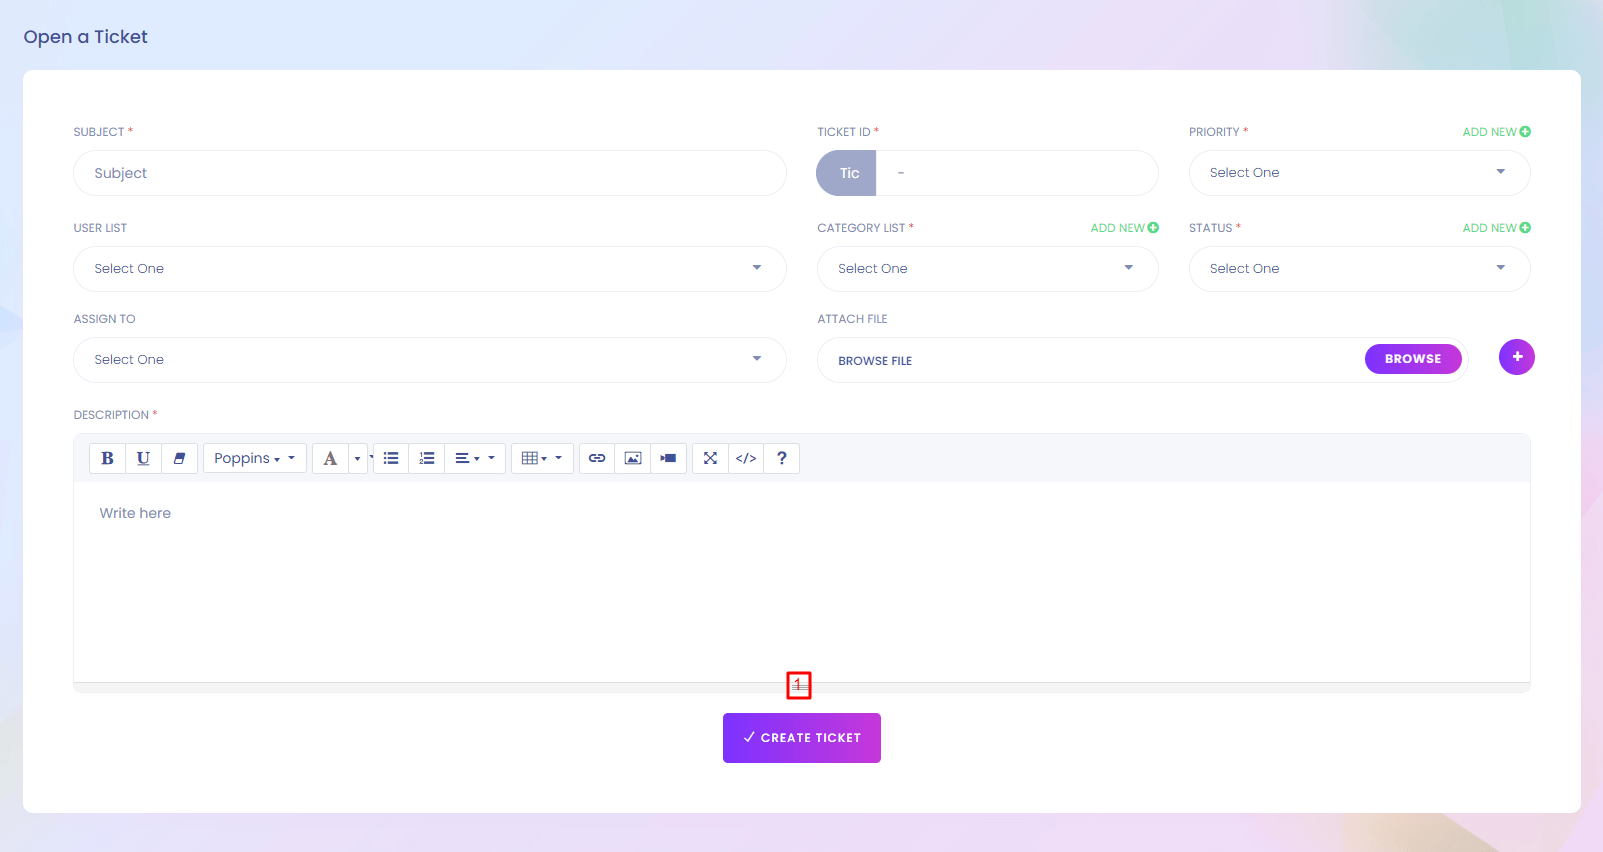 Open a Ticket
SUBJECT * TICKET ID * PRIORITY * ADD NEW
Subject Tic - Select One
USER LIST CATEGORY LIST * ADD NEW STATUS * ADD NEW
Select One Select One Select One
ASSIGN TO ATTACH FILE
Select One BROWSE FILE BROWSE +
DESCRIPTION *
B U Poppins A </> ?
Write here
1
✓ CREATE TICKET